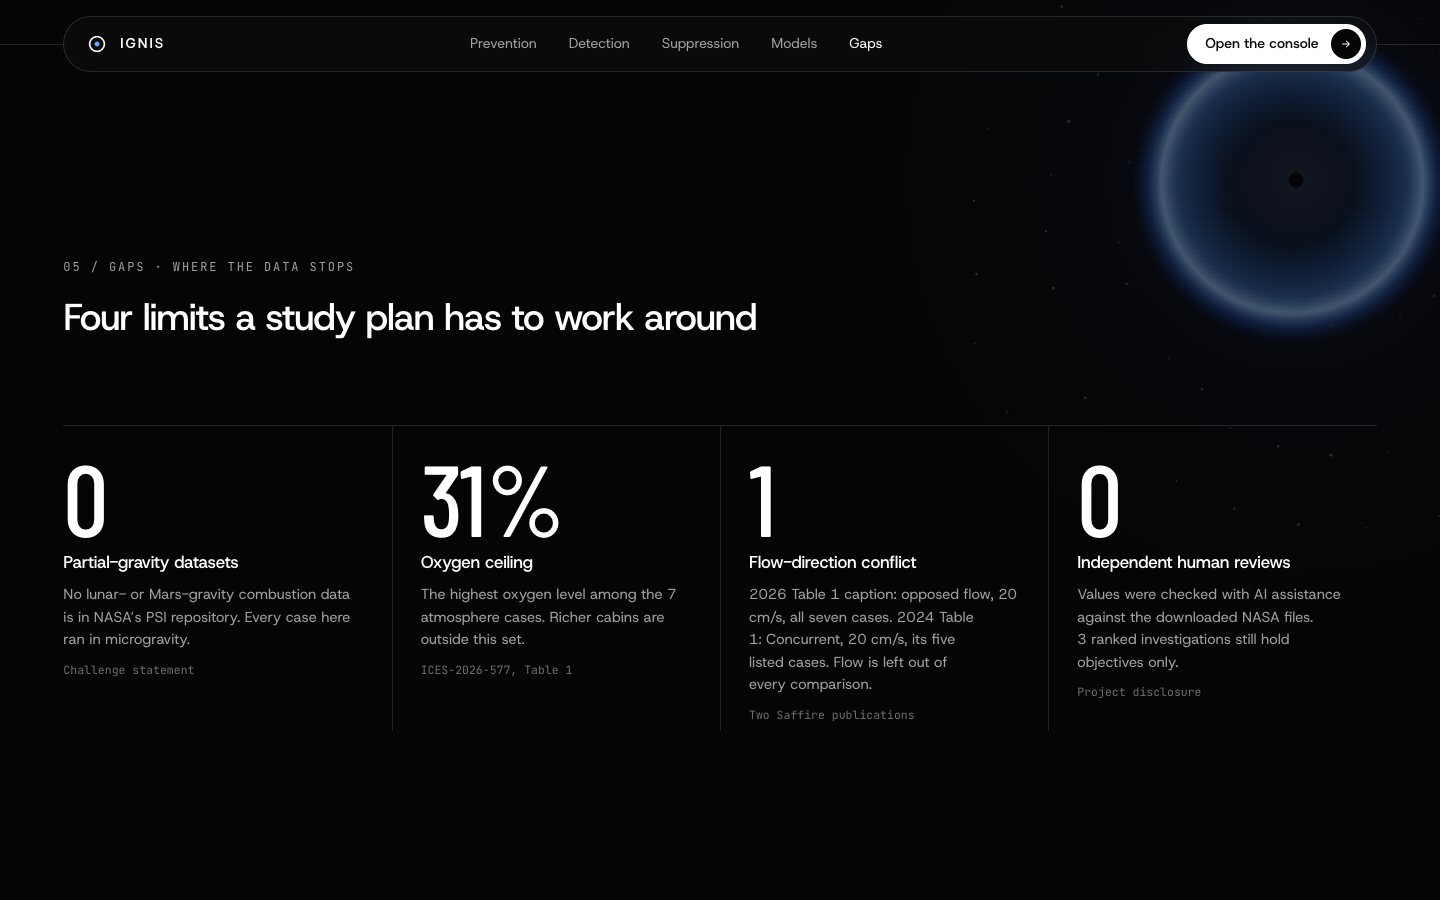 IGNIS
Prevention
Detection
Suppression
Models
Gaps
Open the console
05 / GAPS · WHERE THE DATA STOPS
Four limits a study plan has to work around
0
Partial-gravity datasets
No lunar- or Mars-gravity combustion data
is in NASA’s PSI repository. Every case here
ran in microgravity.
Challenge statement
31%
Oxygen ceiling
The highest oxygen level among the 7
atmosphere cases. Richer cabins are
outside this set.
ICES-2026-577, Table 1
1
Flow-direction conflict
2026 Table 1 caption: opposed flow, 20
cm/s, all seven cases. 2024 Table
1: Concurrent, 20 cm/s, its five
listed cases. Flow is left out of
every comparison.
Two Saffire publications
0
Independent human reviews
Values were checked with AI assistance
against the downloaded NASA files.
3 ranked investigations still hold
objectives only.
Project disclosure